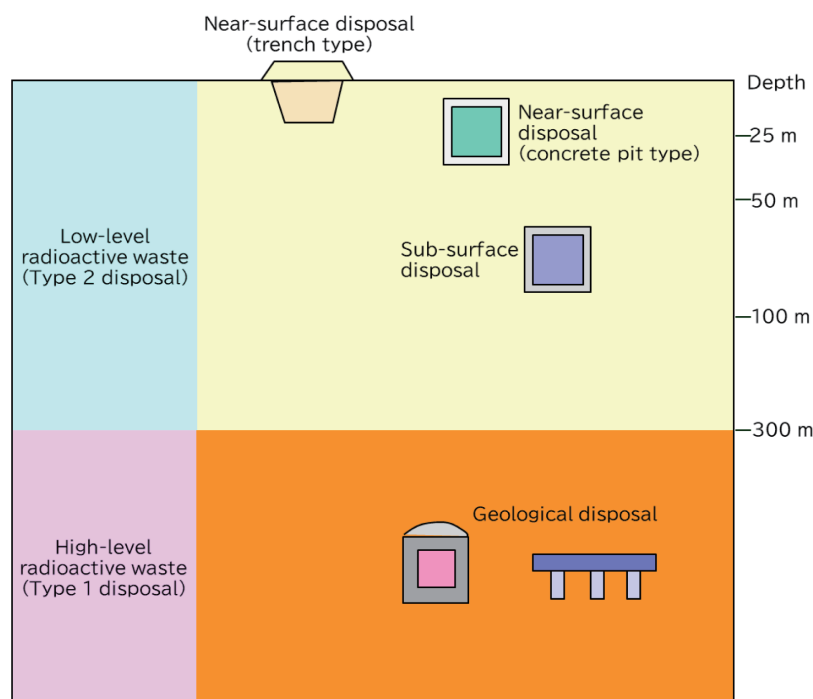 Near-surface disposal
(trench type)
Depth
Near-surface
disposal
(concrete pit type)
25 m
50 m
Low-level
radioactive waste
(Type 2 disposal)
Sub-surface
disposal
100 m
300 m
Geological disposal
High-level
radioactive waste
(Type 1 disposal)